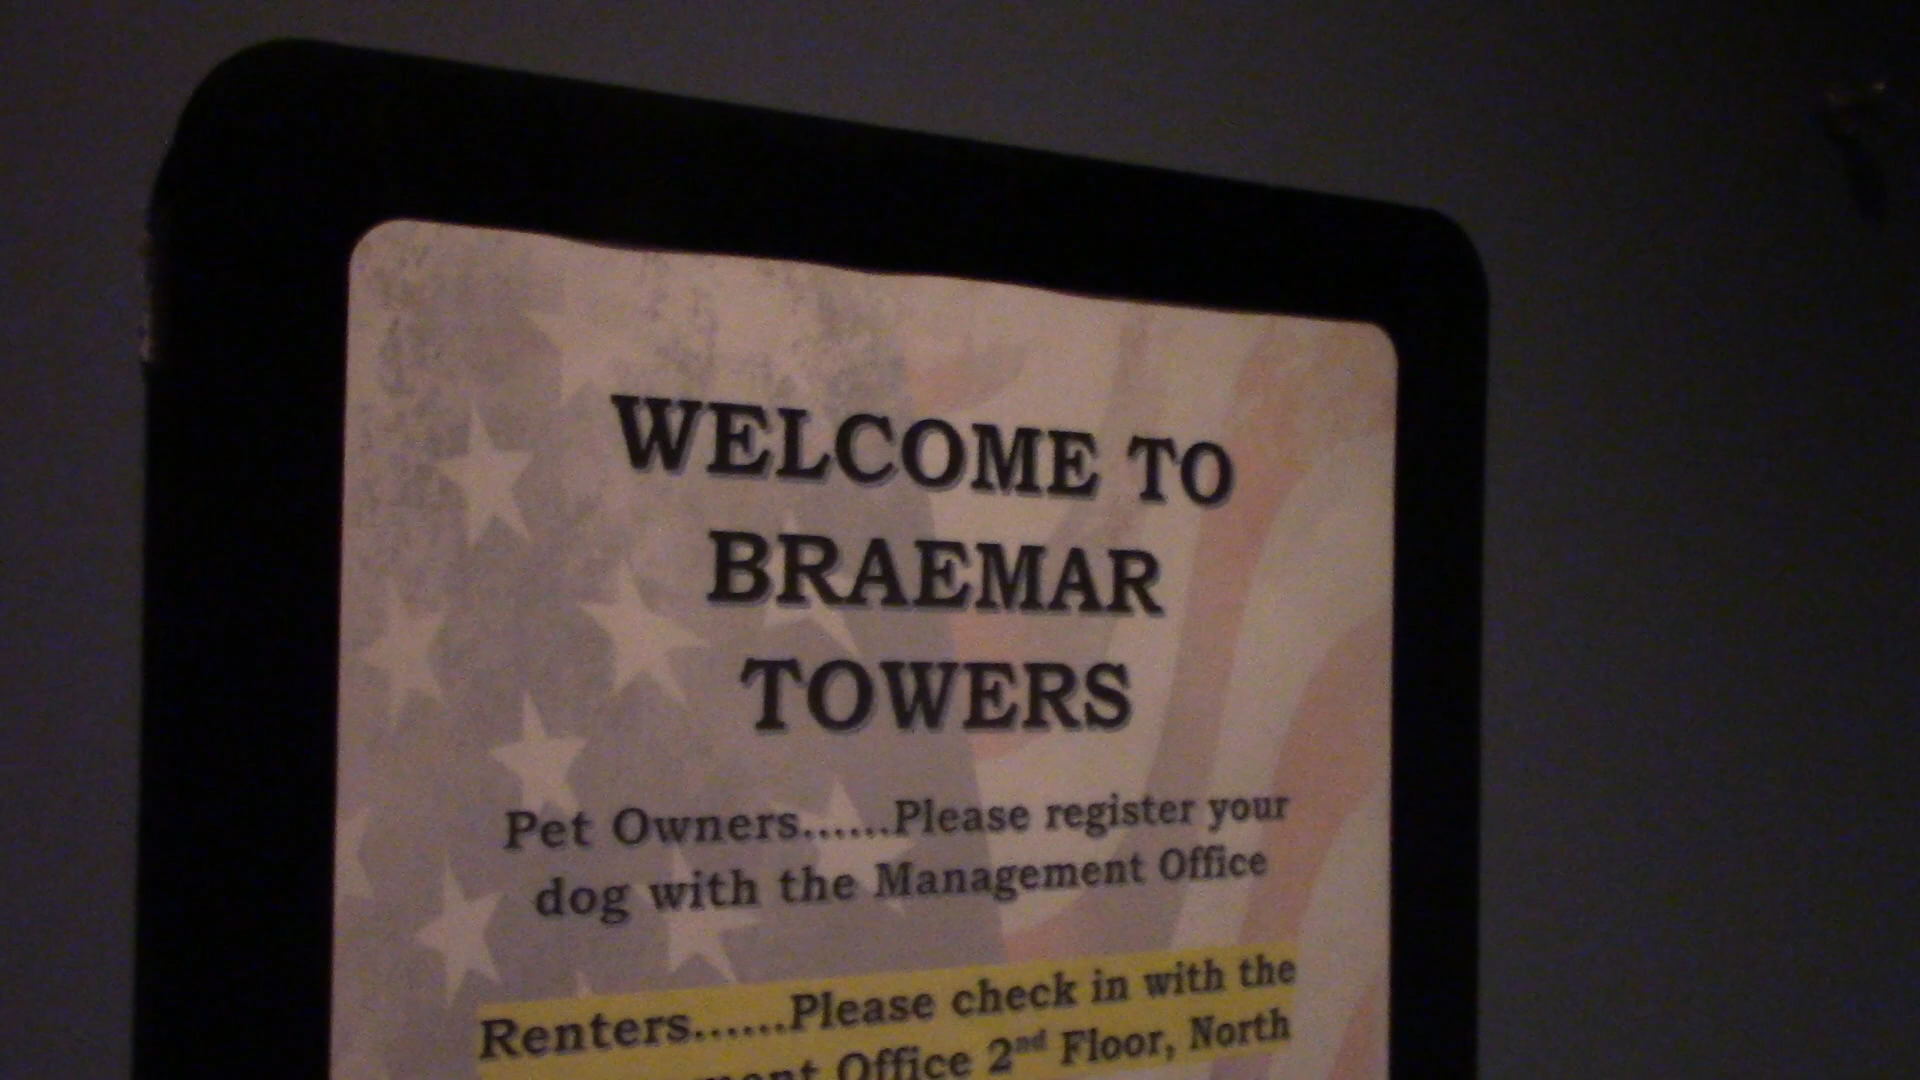 WELCOME TO
BRAEMAR
TOWERS
Pet Owners......Please register your
dog with the Management Office
Renters......Please check in with the
Office 2nd Floor, North